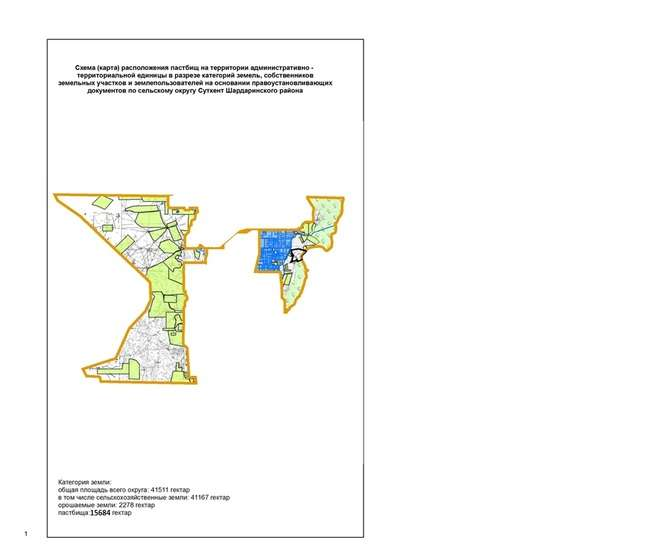 Схема (карта) расположения пастбищ на территории административно -
территориальной единицы в разрезе категорий земель, собственников
земельных участков и землепользователей на основании правоустановливающих
документов по сельскому округу Сутхент Шардаринского района
Категория земли:
общая площадь всего округа: 41511 гектар
в том числе сельскохозяйственные земли: 41167 гектар
орошаемые земли: 2278 гектар
пастбища:15684 гектар
1